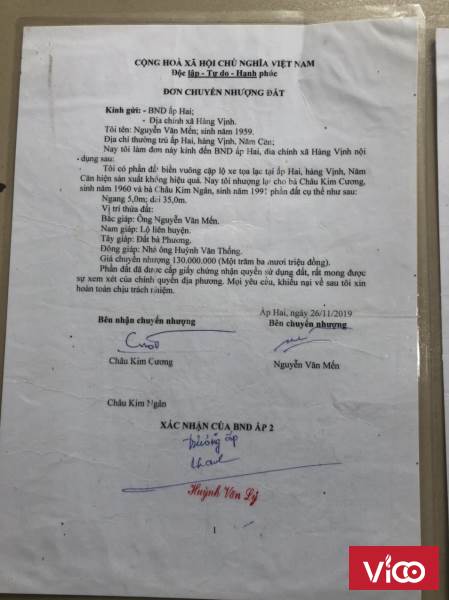 CỘNG HOÀ XÃ HỘI CHỦ NGHĨA VIỆT NAM
Độc lập - Tự do - Hạnh phúc
ĐƠN CHUYỂN NHƯỢNG ĐẤT
Kính gửi: - BND ấp Hai;
- Địa chính xã Hàng Vịnh.
Tôi tên: Nguyễn Văn Mến; sinh năm 1959.
Địa chỉ thường trú ấp Hai, hàng Vịnh, Năm Căn;
Nay tôi làm đơn này kính đến BND ấp Hai, địa chính xã Hàng Vịnh nội
dung sau:
Tôi có phần đất biền vuông cặp lộ xe tọa lạc tại ấp Hai, hàng Vịnh, Năm
Căn hiện sản xuất không hiệu quả. Nay tôi nhượng lại cho bà Châu Kim Cương,
sinh năm 1960 và bà Châu Kim Ngân, sinh năm 1991 phần đất cụ thể như sau:
Ngang 5,0m; dài 35,0m.
Vị trí thửa đất:
Bắc giáp: Ông Nguyễn Văn Mến.
Nam giáp: Lộ liên huyện.
Tây giáp: Đất bà Phương.
Đông giáp: Nhà ông Huỳnh Văn Thống.
Giá chuyển nhượng 130.000.000 (Một trăm ba mươi triệu đồng).
Phần đất đã được cấp giấy chứng nhận quyền sử dụng đất, rất mong được
sự xem xét của chính quyền địa phương. Mọi yêu cầu, khiếu nại về sau tôi xin
hoàn toàn chịu trách nhiệm.
Ấp Hai, ngày 26/11/2019
Bên nhận chuyển nhượng
Bên chuyển nhượng
Châu Kim Cương
Nguyễn Văn Mến
Châu Kim Ngân
XÁC NHẬN CỦA BND ẤP 2
Trưởng ấp
Huỳnh Văn Lý
1
ViCO